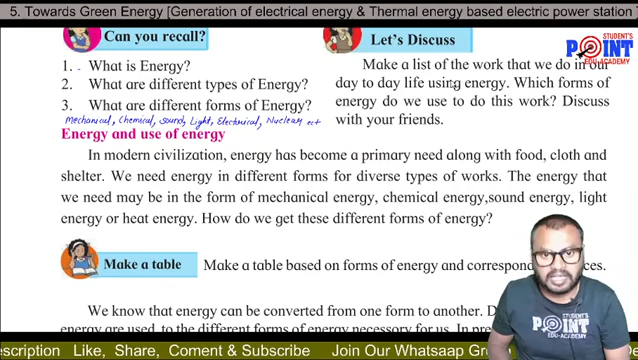 5. Towards Green Energy [Generation of electrical energy & Thermal energy based electric power station
STUDENT'S
POINT
EDU-ACADEMY
Can you recall?
1. What is Energy?
2. What are different types of Energy?
3. What are different forms of Energy?
Mechanical, Chemical, Sound, Light, Electrical, Nuclear, ect
Let's Discuss
Make a list of the work that we do in our
day to day life using energy. Which forms of
energy do we use to do this work? Discuss
with your friends.
Energy and use of energy
In modern civilization, energy has become a primary need along with food, cloth and
shelter. We need energy in different forms for diverse types of works. The energy that
we need may be in the form of mechanical energy, chemical energy,sound energy, light
energy or heat energy. How do we get these different forms of energy?
Make a table
Make a table based on forms of energy and
We know that energy can be converted from one form to another.
energy are used, to the different forms of energy necessary for us. In
STUDENT'S
POINT
Like, Share, Coment & Subscribe Join Our Whatsaap